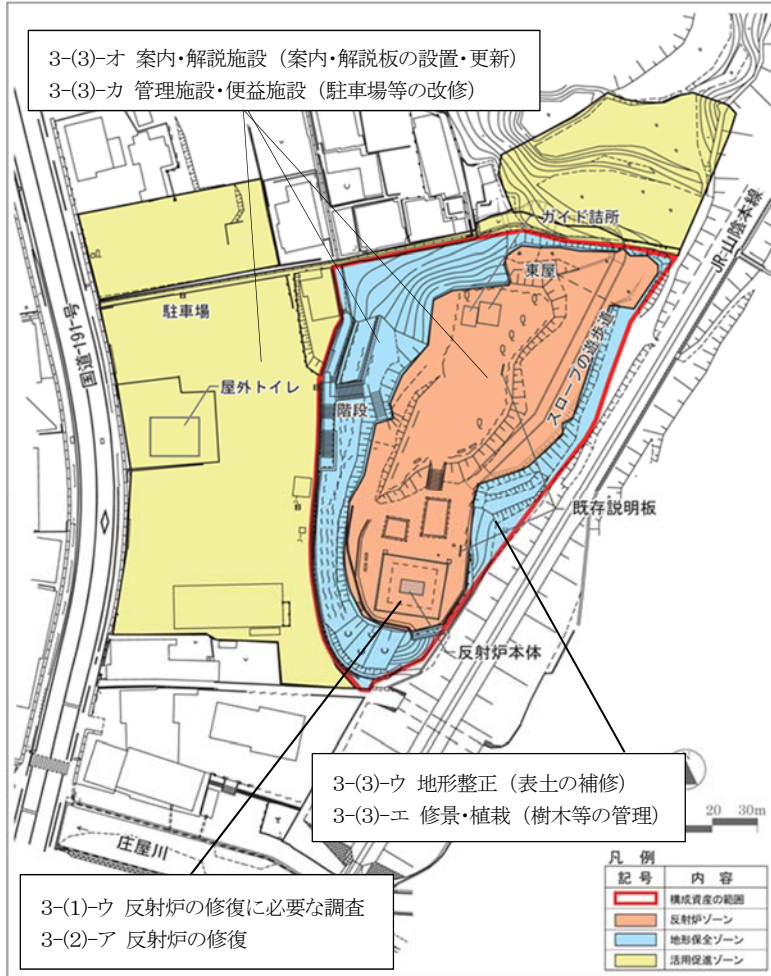 3-(3)-オ 案内・解説施設（案内・解説板の設置・更新）
3-(3)-カ 管理施設・便益施設（駐車場等の改修）
ガイド詰所
JR・山陰本線
東屋
駐車場
国道191号
スロープの遊歩道
屋外トイレ
階段
既存説明板
反射炉本体
3-(3)-ウ 地形整正（表土の補修）
3-(3)-エ 修景・植栽（樹木等の管理）
20 30m
庄屋川
3-(1)-ウ 反射炉の修復に必要な調査
3-(2)-ア 反射炉の修復
凡 例
記 号 内 容
構成資産の範囲
反射炉ゾーン
地形保全ゾーン
活用促進ゾーン